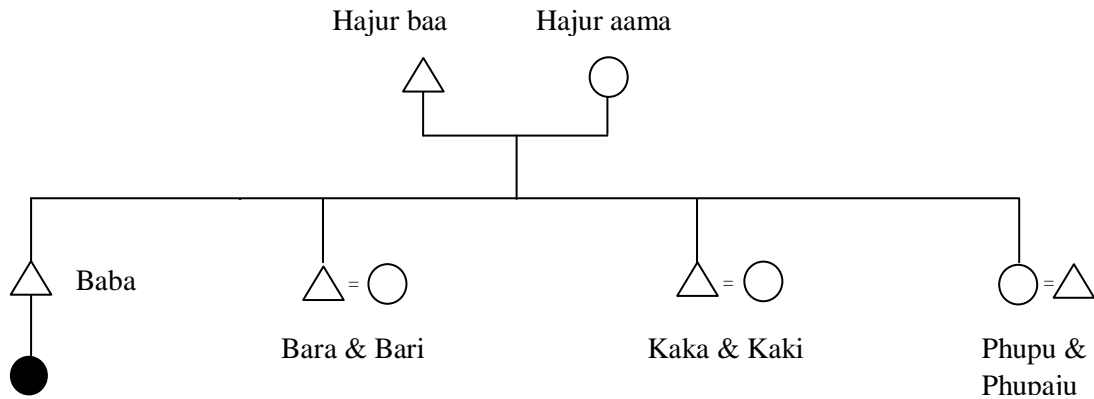 Hajur baa Hajur aama
Baba
= = =
Bara & Bari Kaka & Kaki Phupu &
Phupaju